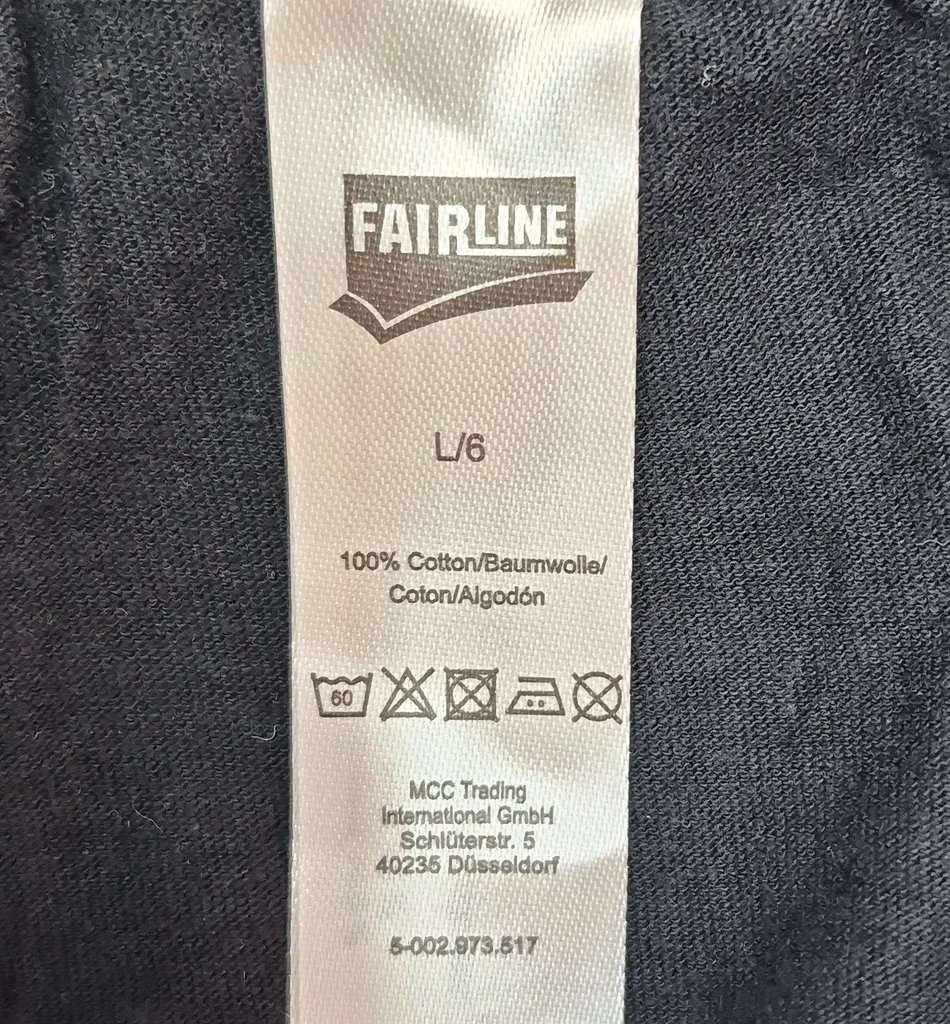 FAIRLINE
L/6
100% Cotton/Baumwolle/
Coton/Algodón
60
MCC Trading
International GmbH
Schlüterstr. 5
40235 Düsseldorf
5-002.973.517